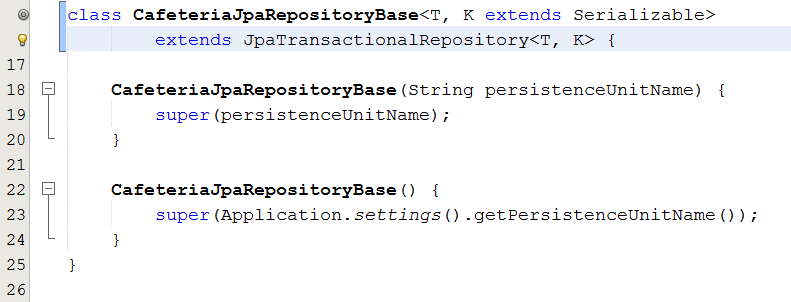 class CafeteriaJpaRepositoryBase<T, K extends Serializable>
extends JpaTransactionalRepository<T, K> {
17
18 CafeteriaJpaRepositoryBase(String persistenceUnitName) {
19 super(persistenceUnitName);
20 }
21
22 CafeteriaJpaRepositoryBase() {
23 super(Application.settings().getPersistenceUnitName());
24 }
25 }
26